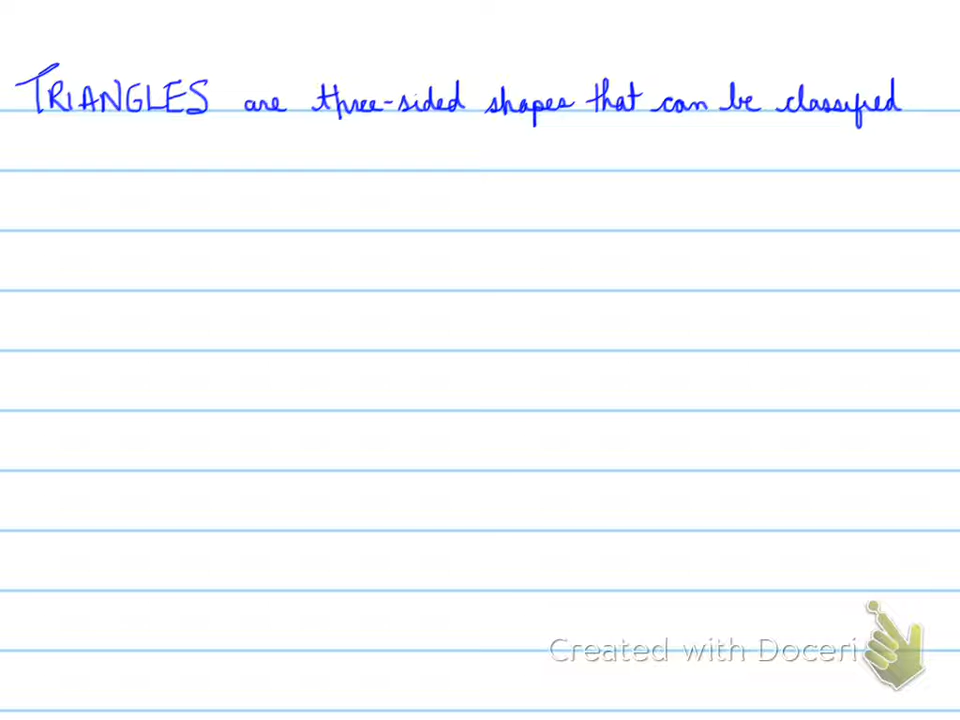 TRIANGLES are three-sided shapes that can be classified
Created with Doceri